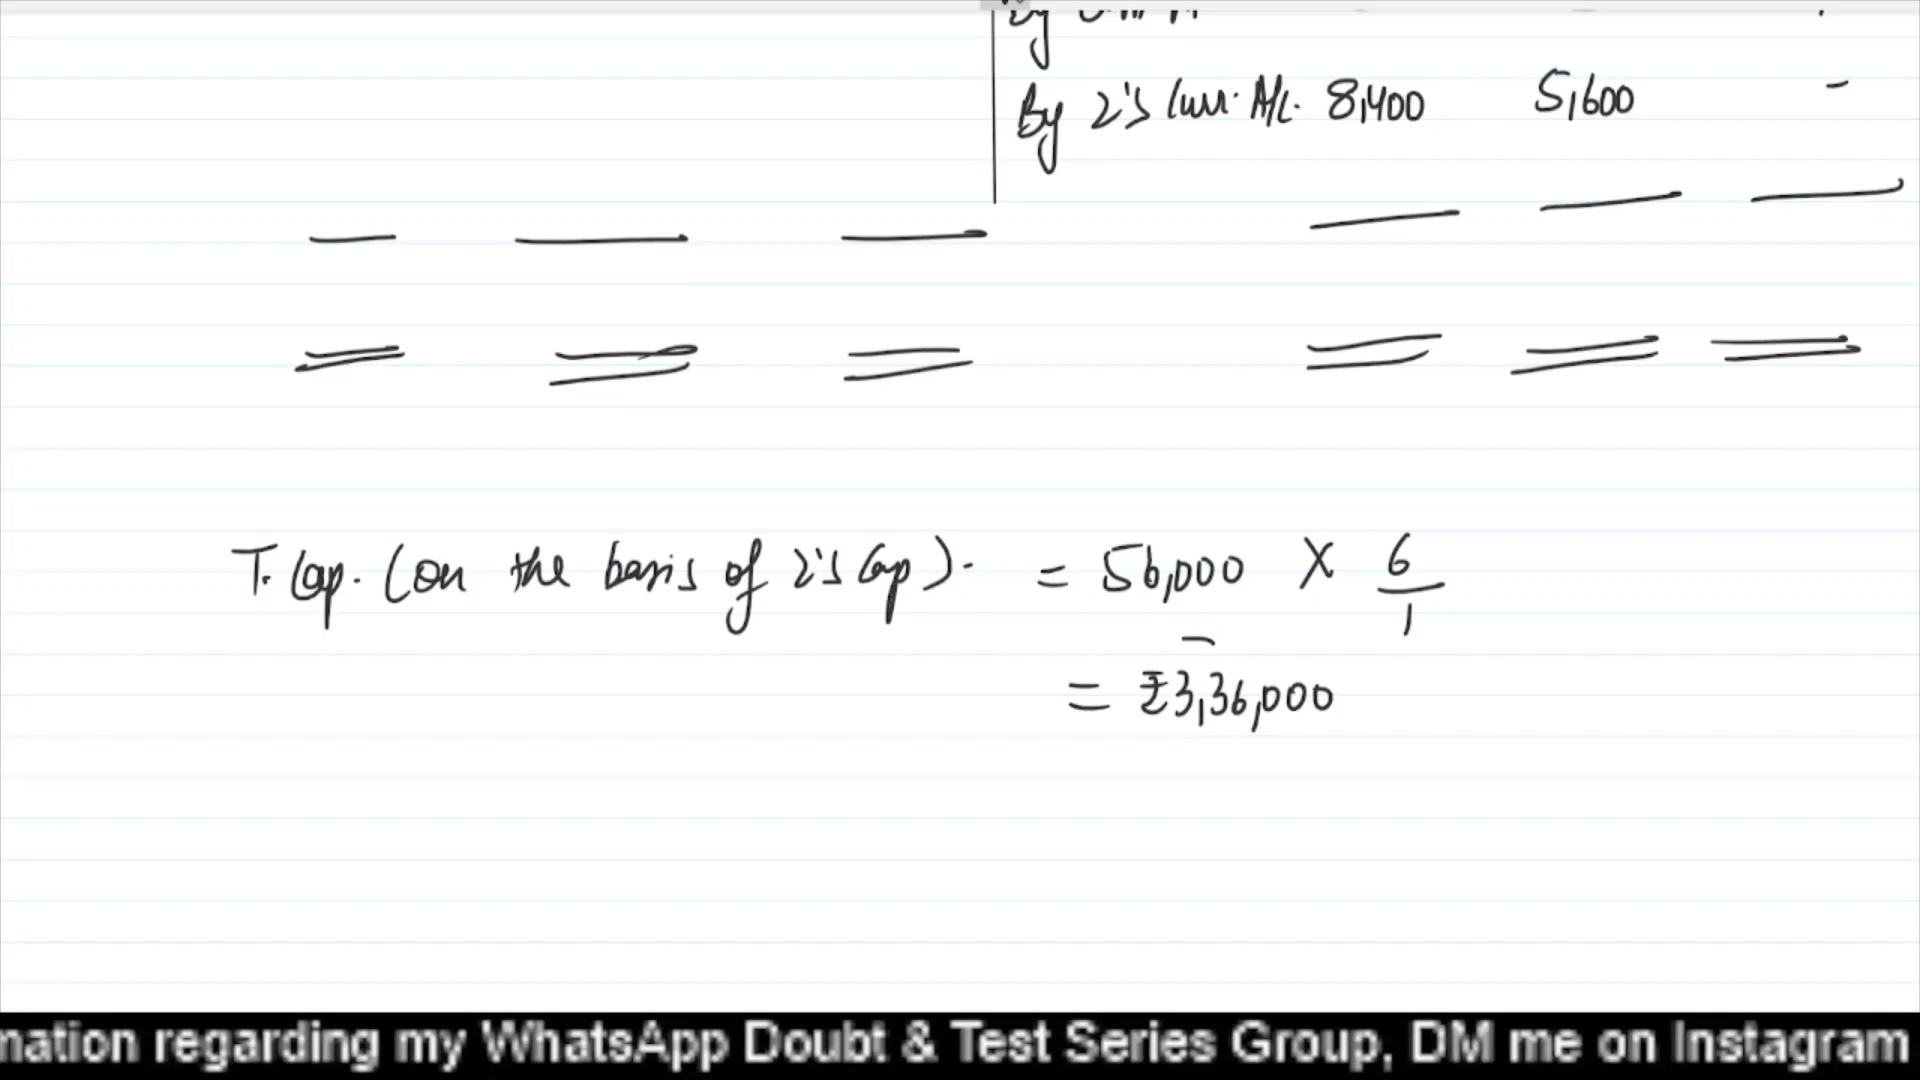 By
By Z's Curr. A/c. 8,400 5,600 -
T. Cap. (on the basis of Z's Cap). = 56,000 X 6/1
= ₹3,36,000
nation regarding my WhatsApp Doubt & Test Series Group, DM me on Instagram